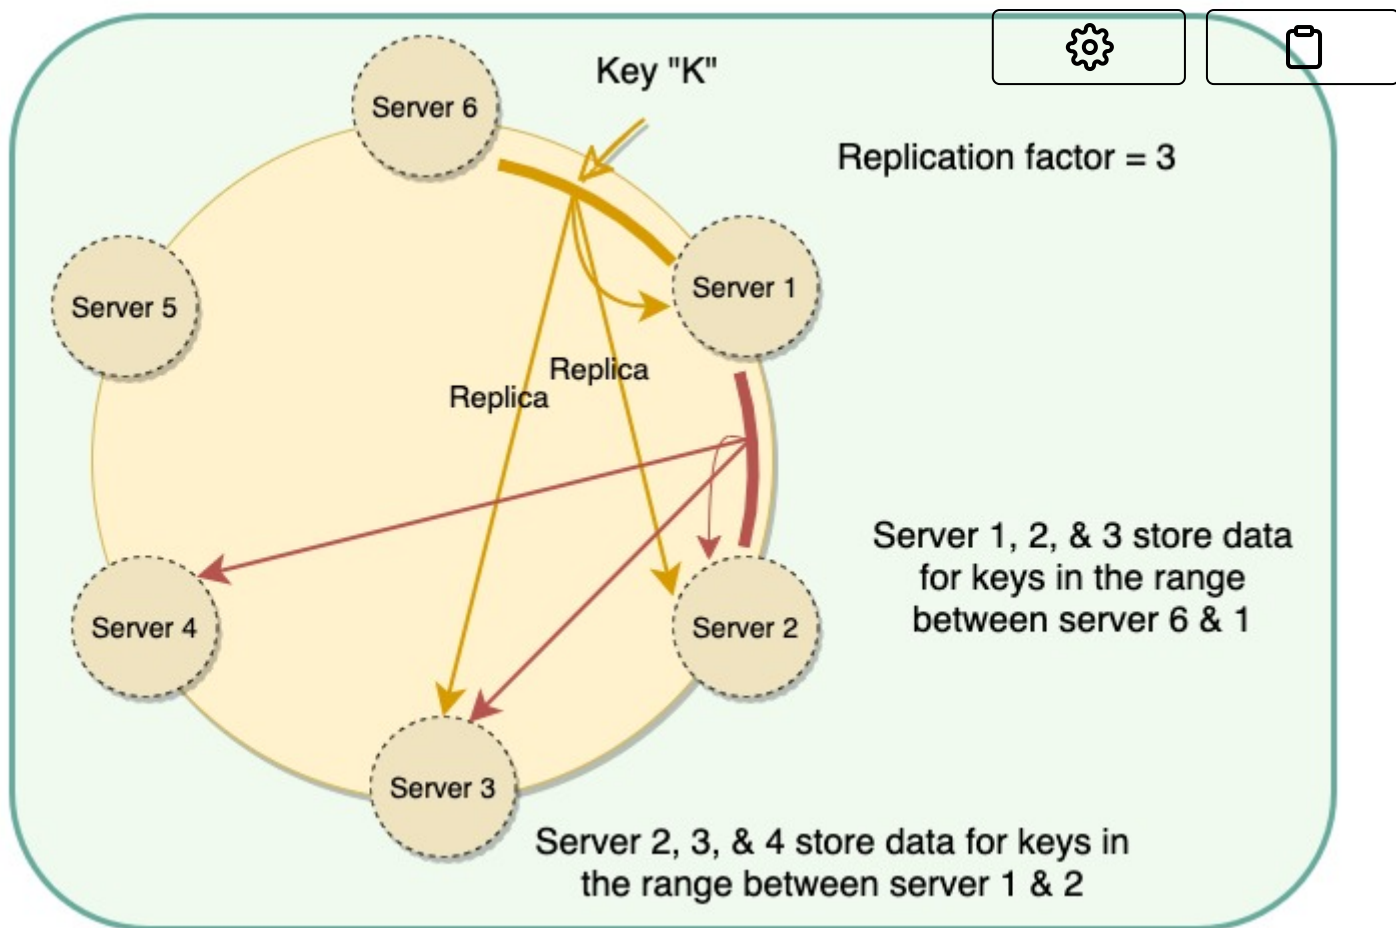 Key "K"
Server 6
Replication factor = 3
Server 1
Server 5
Replica
Replica
Server 1, 2, & 3 store data
for keys in the range
between server 6 & 1
Server 4
Server 2
Server 3
Server 2, 3, & 4 store data for keys in
the range between server 1 & 2